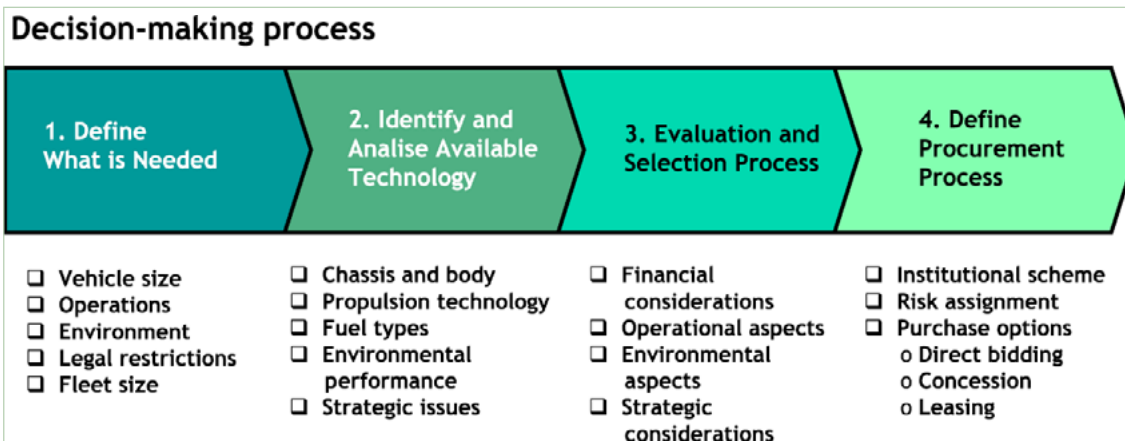 Decision-making process
1. Define
What is Needed
2. Identify and
Analise Available
Technology
3. Evaluation and
Selection Process
4. Define
Procurement
Process
❑ Vehicle size
❑ Operations
❑ Environment
❑ Legal restrictions
❑ Fleet size
❑ Chassis and body
❑ Propulsion technology
❑ Fuel types
❑ Environmental
performance
❑ Strategic issues
❑ Financial
considerations
❑ Operational aspects
❑ Environmental
aspects
❑ Strategic
considerations
❑ Institutional scheme
❑ Risk assignment
❑ Purchase options
o Direct bidding
o Concession
o Leasing